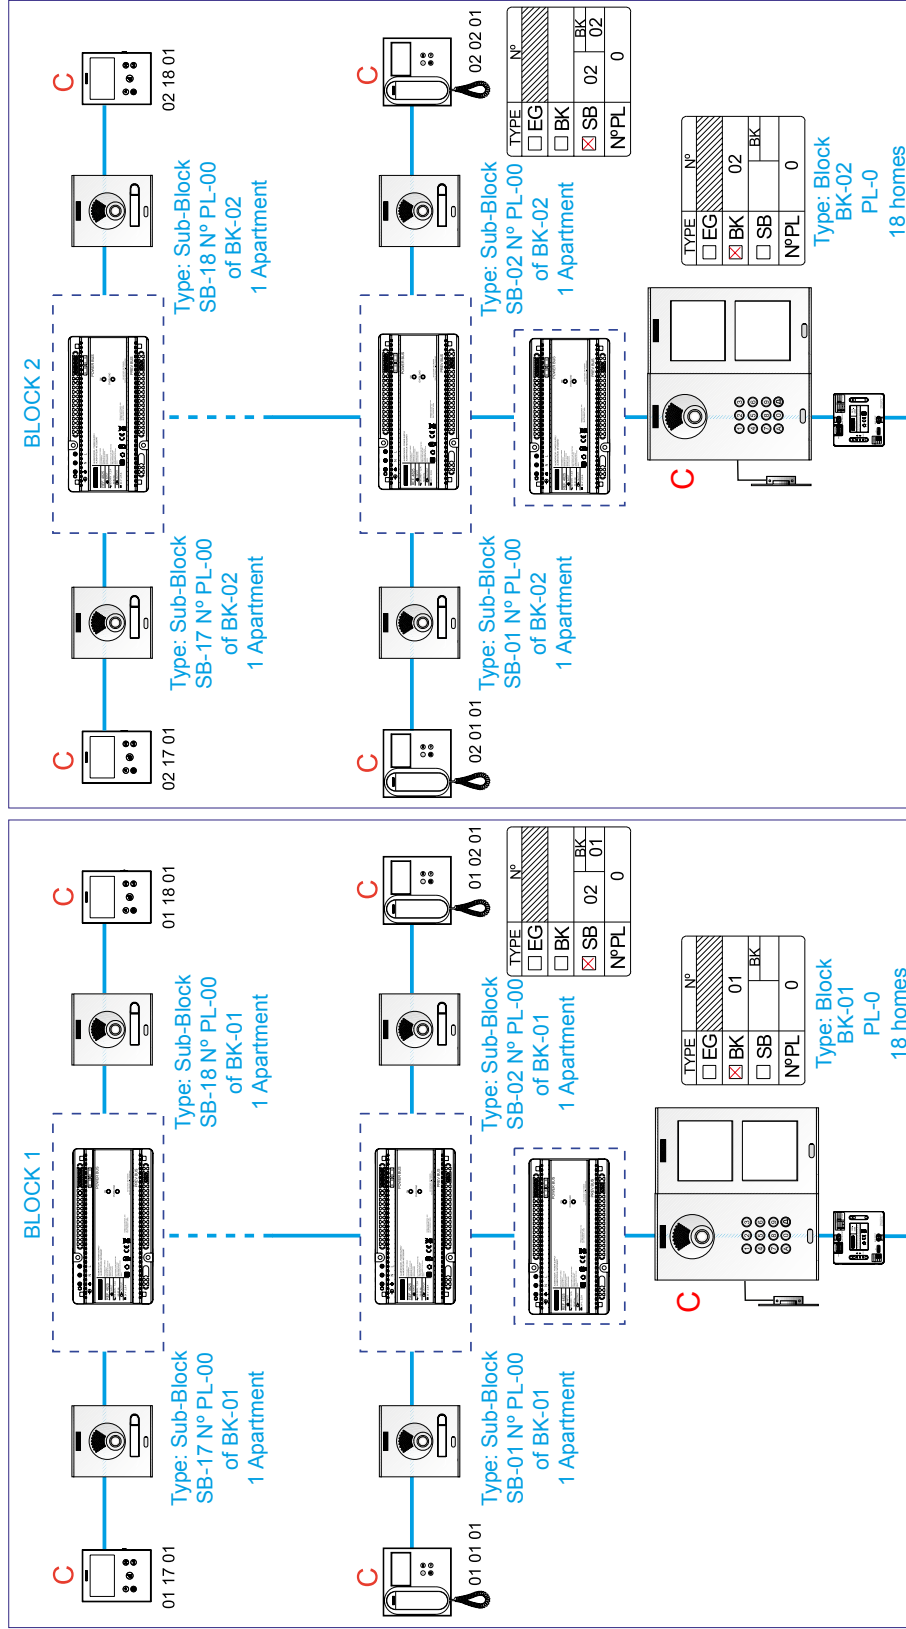 BLOCK 1
C
01 17 01
Type: Sub-Block
SB-17 Nº PL-00
of BK-01
1 Apartment
Type: Sub-Block
SB-18 Nº PL-00
of BK-01
1 Apartment
C
01 18 01
C
01 01 01
Type: Sub-Block
SB-01 Nº PL-00
of BK-01
1 Apartment
Type: Sub-Block
SB-02 Nº PL-00
of BK-01
1 Apartment
C
01 02 01
TYPE Nº
EG
BK
SB 02 BK 01
NºPL 0
C
TYPE Nº
EG
BK 01
SB BK
NºPL 0
Type: Block
BK-01
PL-0
18 homes
BLOCK 2
C
02 17 01
Type: Sub-Block
SB-17 Nº PL-00
of BK-02
1 Apartment
Type: Sub-Block
SB-18 Nº PL-00
of BK-02
1 Apartment
C
02 18 01
C
02 01 01
Type: Sub-Block
SB-01 Nº PL-00
of BK-02
1 Apartment
Type: Sub-Block
SB-02 Nº PL-00
of BK-02
1 Apartment
C
02 02 01
TYPE Nº
EG
BK
SB 02 BK 02
NºPL 0
C
TYPE Nº
EG
BK 02
SB BK
NºPL 0
Type: Block
BK-02
PL-0
18 homes